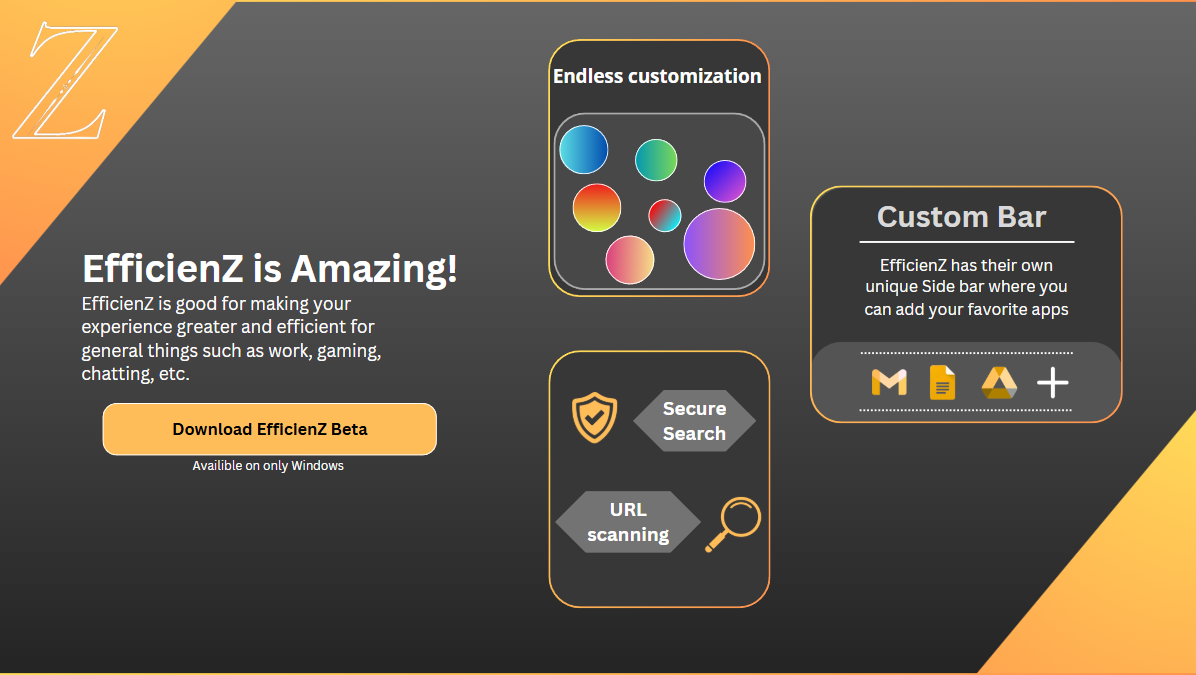 Z
EfficienZ is Amazing!
EfficienZ is good for making your
experience greater and efficient for
general things such as work, gaming,
chatting, etc.
Download EfficienZ Beta
Availible on only Windows
Endless customization
Secure
Search
URL
scanning
Custom Bar
EfficienZ has their own
unique Side bar where you
can add your favorite apps